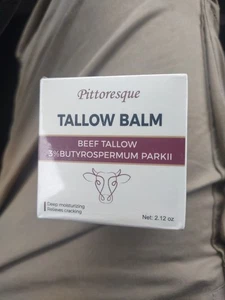 Pittoresque
TALLOW BALM
BEEF TALLOW
3%BUTYROSPERMUM PARKII
Deep moisturizing
Relieves cracking
Net: 2.12 oz